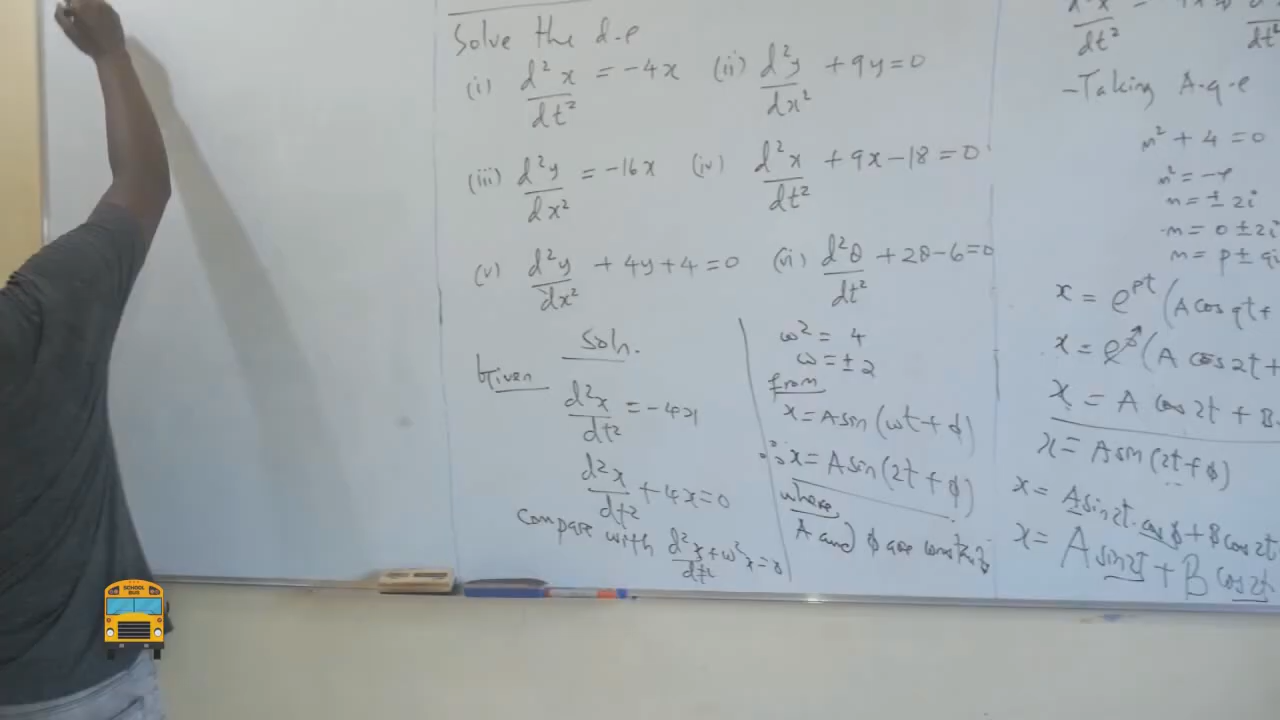 Solve the d.e
(i) d²x/dt² = -4x (ii) d²y/dx² + 9y = 0
(iii) d²y/dx² = -16x (iv) d²x/dt² + 9x - 18 = 0
(v) d²y/dx² + 4y + 4 = 0 (vi) d²θ/dt² + 2θ - 6 = 0
Soln.
Given
d²x/dt² = -4x
d²x/dt² + 4x = 0
Compare with d²x/dt² + ω²x = 0
ω² = 4
ω = ± 2
from
x = A sin (ωt + φ)
∴ x = A sin (2t + φ)
where
A and φ are constants
- Taking A.q.e
m² + 4 = 0
m² = -4
m = ± 2i
m = 0 ± 2i
m = p ± qi
x = e^pt (A cos qt +
x = e^0 (A cos 2t +
x = A cos 2t + B
x = A sin (2t + φ)
x = A sin 2t . cos φ + B cos 2t
x = A sin 2t + B cos 2t
SCHOOL BUS